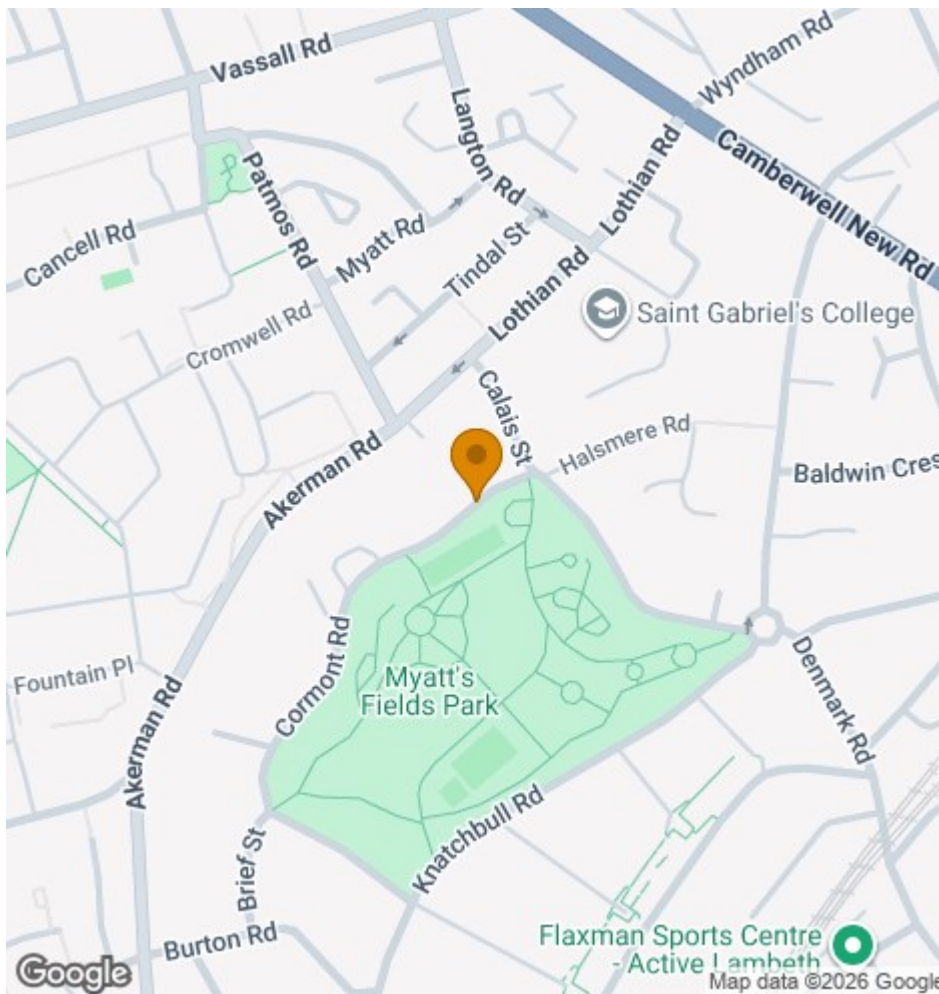 Vassall Rd
Wyndham Rd
Langton Rd
Lothian Rd
Camberwell New Rd
Patmos Rd
Cancell Rd
Myatt Rd
Tindal St
Lothian Rd
Saint Gabriel's College
Cromwell Rd
Calais St
Halsmere Rd
Akerman Rd
Baldwin Cres
Cormont Rd
Fountain Pl
Myatt's
Fields Park
Denmark Rd
Akerman Rd
Knatchbull Rd
Brief St
Burton Rd
Flaxman Sports Centre
- Active Lambeth
Google
Map data ©2026 Google